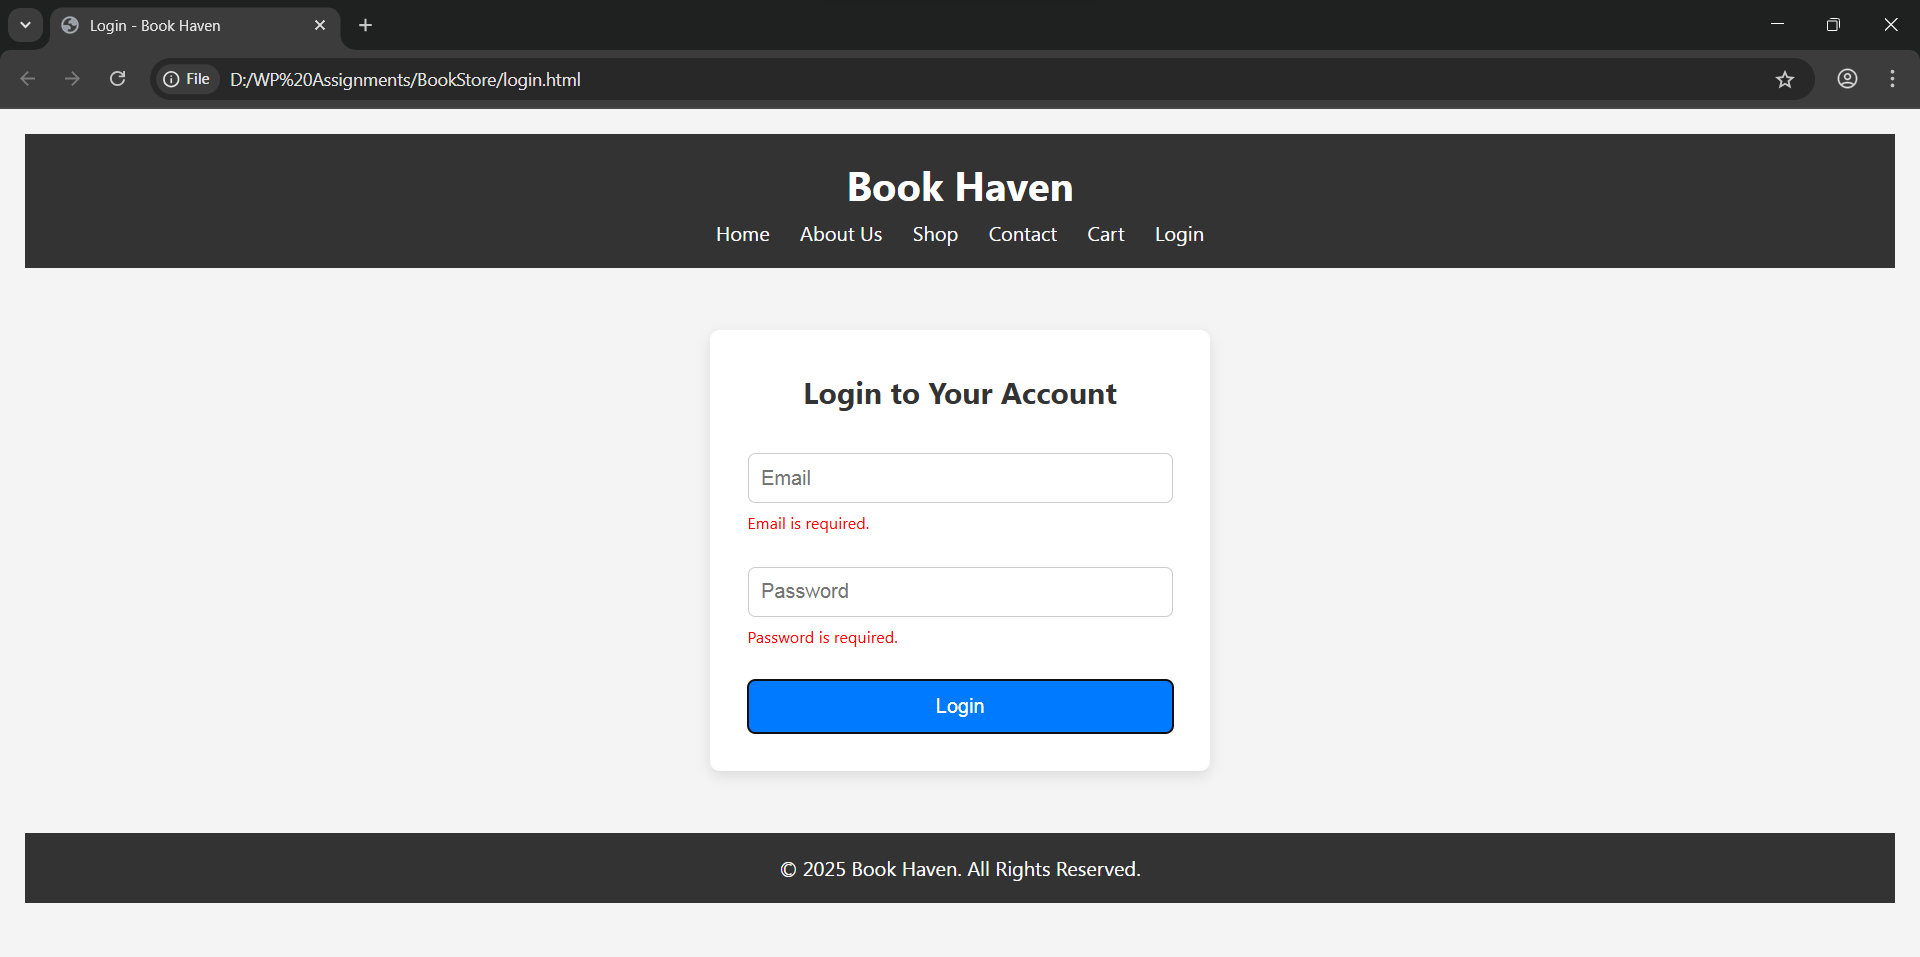 Login - Book Haven
File D:/WP%20Assignments/BookStore/login.html
Book Haven
Home About Us Shop Contact Cart Login
Login to Your Account
Email
Email is required.
Password
Password is required.
Login
© 2025 Book Haven. All Rights Reserved.